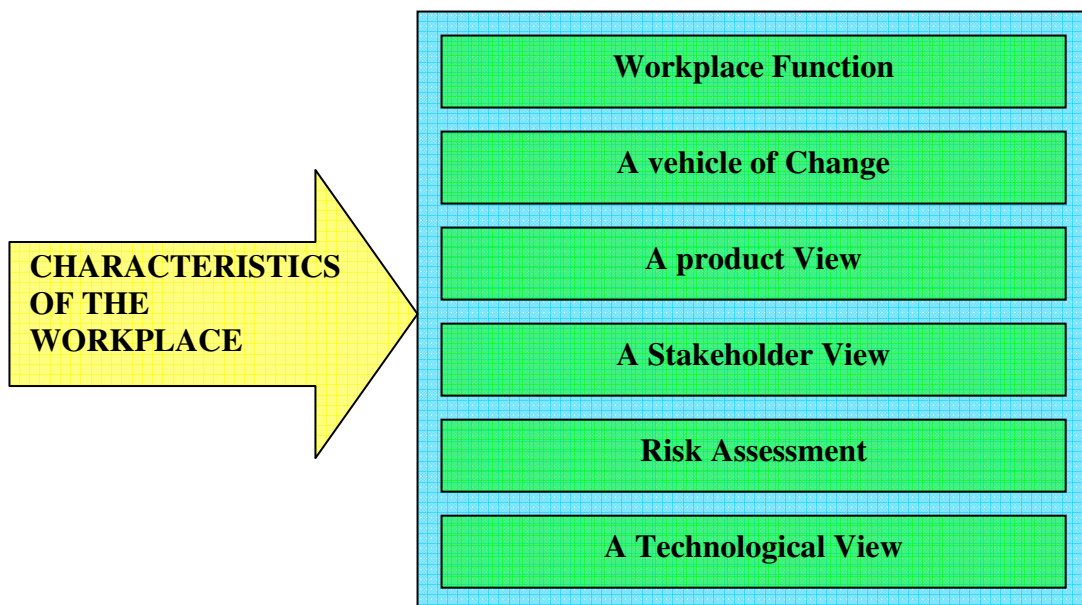 CHARACTERISTICS
OF THE
WORKPLACE
Workplace Function
A vehicle of Change
A product View
A Stakeholder View
Risk Assessment
A Technological View